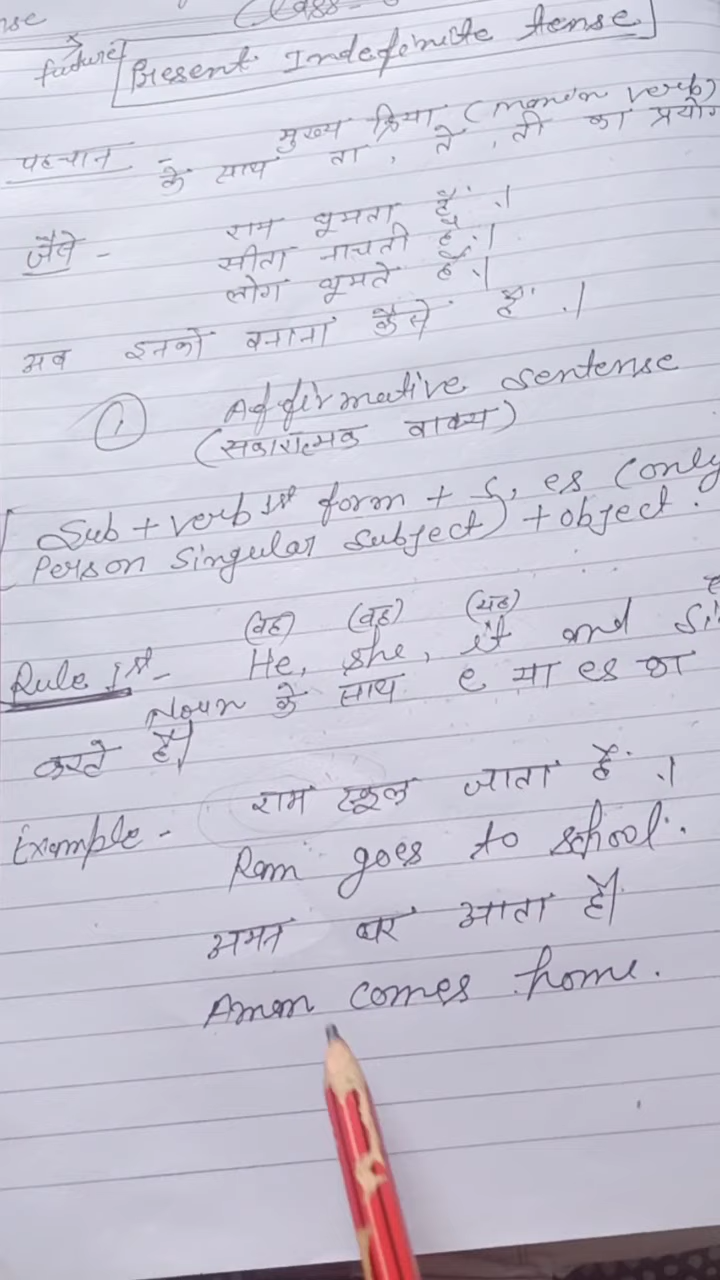 Class-
future
Present Indefinite tense
पहचान - मुख्य क्रिया (manin verb)
के साथ ता, ते, ती का प्रयोग
जैसे - राम घूमता हैं.।
सीता नाचती है.।
लोग घूमते हैं.।
अब इनको बनाना कैसे हैं.।
① Affirmative sentense
(सकारात्मक वाक्य)
Sub + verb 1st form + s, es (only
Person Singular subject) + object.
(वह) (वह) (यह)
Rule 1st - He, she, it and
Noun के साथ e या es का
करते हैं।
Example - राम स्कूल जाता हैं.।
Ram goes to school.
अमन घर आता हैं।
Aman comes home.